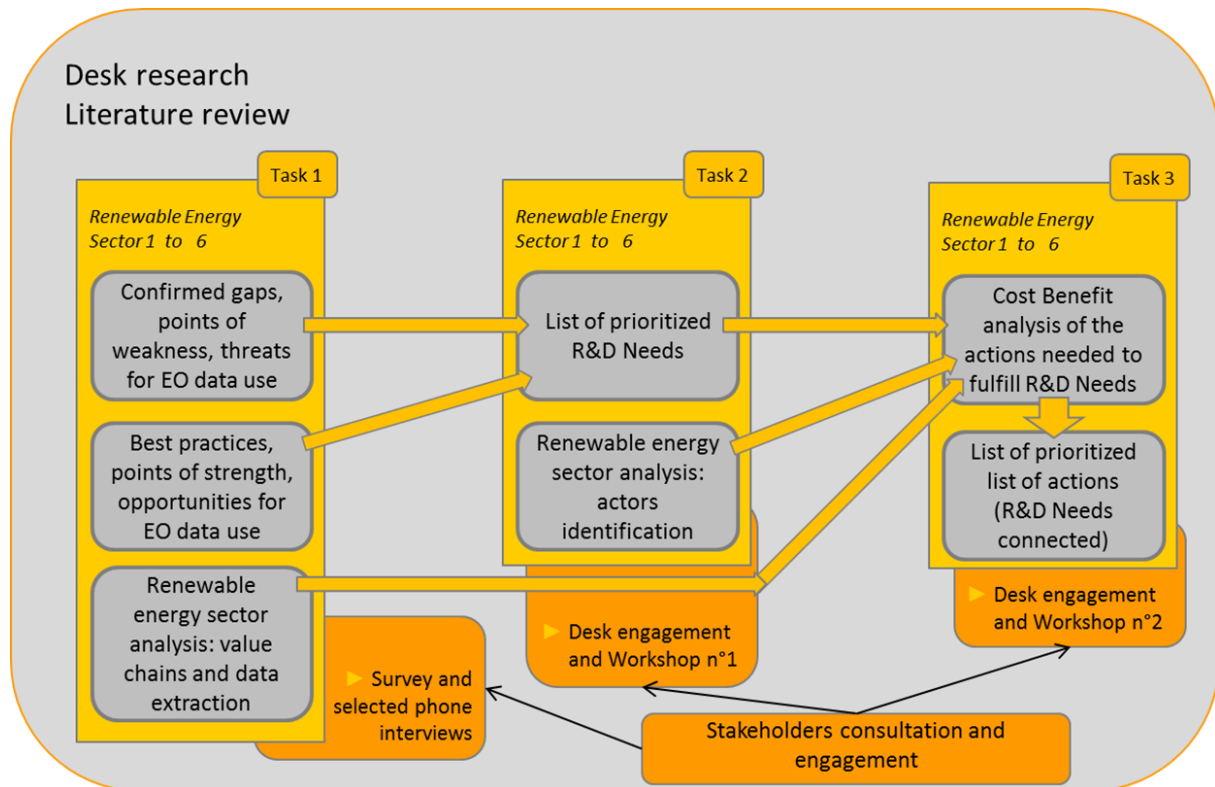 Desk research
Literature review
Task 1
Renewable Energy
Sector 1 to 6
Confirmed gaps,
points of
weakness, threats
for EO data use
Best practices,
points of strength,
opportunities for
EO data use
Renewable
energy sector
analysis: value
chains and data
extraction
► Survey and
selected phone
interviews
Task 2
Renewable Energy
Sector 1 to 6
List of prioritized
R&D Needs
Renewable energy
sector analysis:
actors
identification
► Desk engagement
and Workshop n°1
Task 3
Renewable Energy
Sector 1 to 6
Cost Benefit
analysis of the
actions needed to
fulfill R&D Needs
List of prioritized
list of actions
(R&D Needs
connected)
► Desk engagement
and Workshop n°2
Stakeholders consultation and
engagement